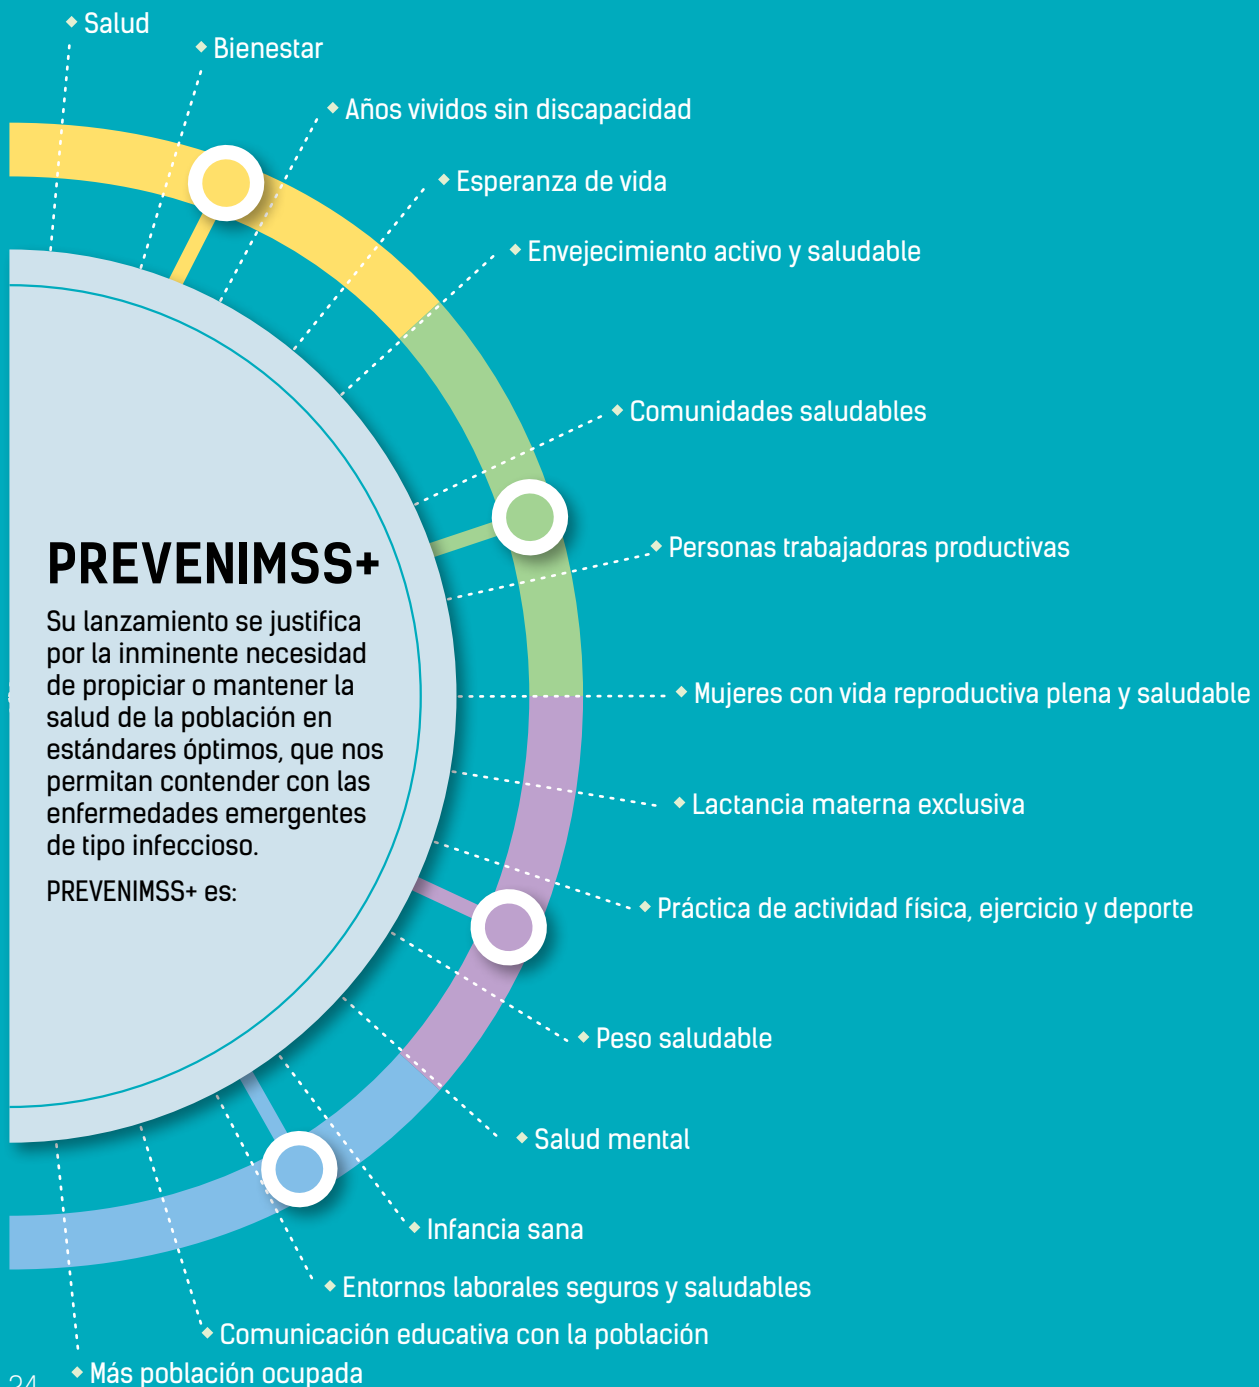 ◆ Salud
◆ Bienestar
◆ Años vividos sin discapacidad
◆ Esperanza de vida
◆ Envejecimiento activo y saludable
◆ Comunidades saludables
◆ Personas trabajadoras productivas
◆ Mujeres con vida reproductiva plena y saludable
◆ Lactancia materna exclusiva
◆ Práctica de actividad física, ejercicio y deporte
◆ Peso saludable
◆ Salud mental
◆ Infancia sana
◆ Entornos laborales seguros y saludables
◆ Comunicación educativa con la población
◆ Más población ocupada
PREVENIMSS+
Su lanzamiento se justifica
por la inminente necesidad
de propiciar o mantener la
salud de la población en
estándares óptimos, que nos
permitan contender con las
enfermedades emergentes
de tipo infeccioso.
PREVENIMSS+ es: